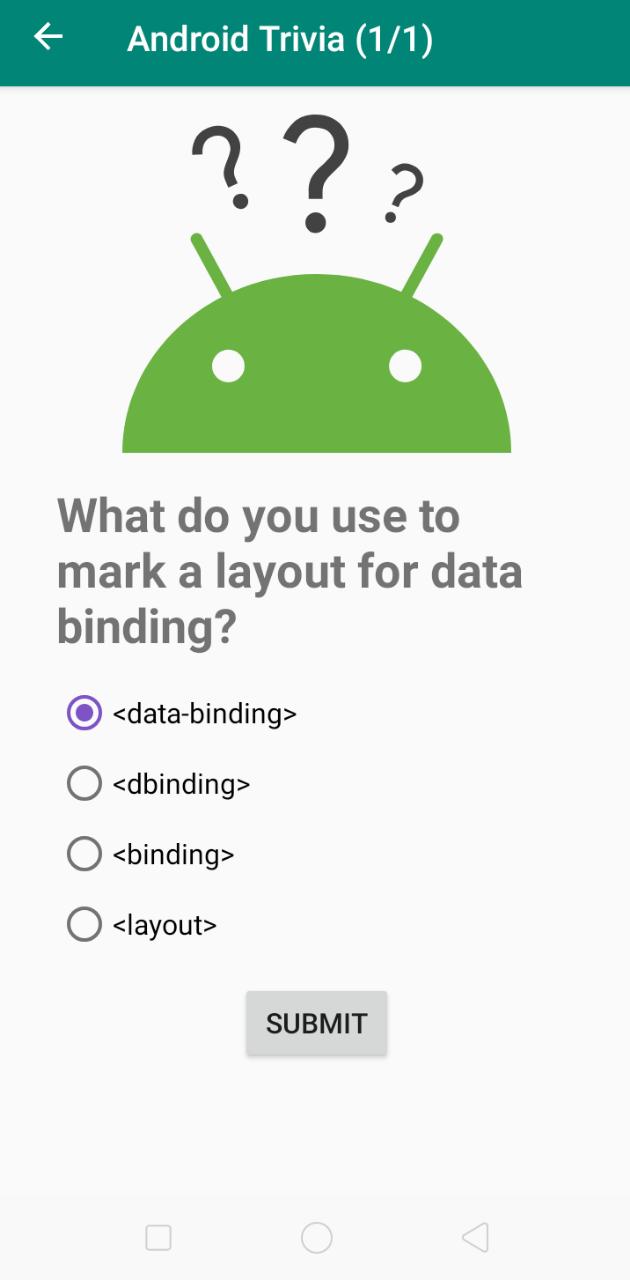 Android Trivia (1/1)
? ? ?
What do you use to
mark a layout for data
binding?
<data-binding>
<dbinding>
<binding>
<layout>
SUBMIT